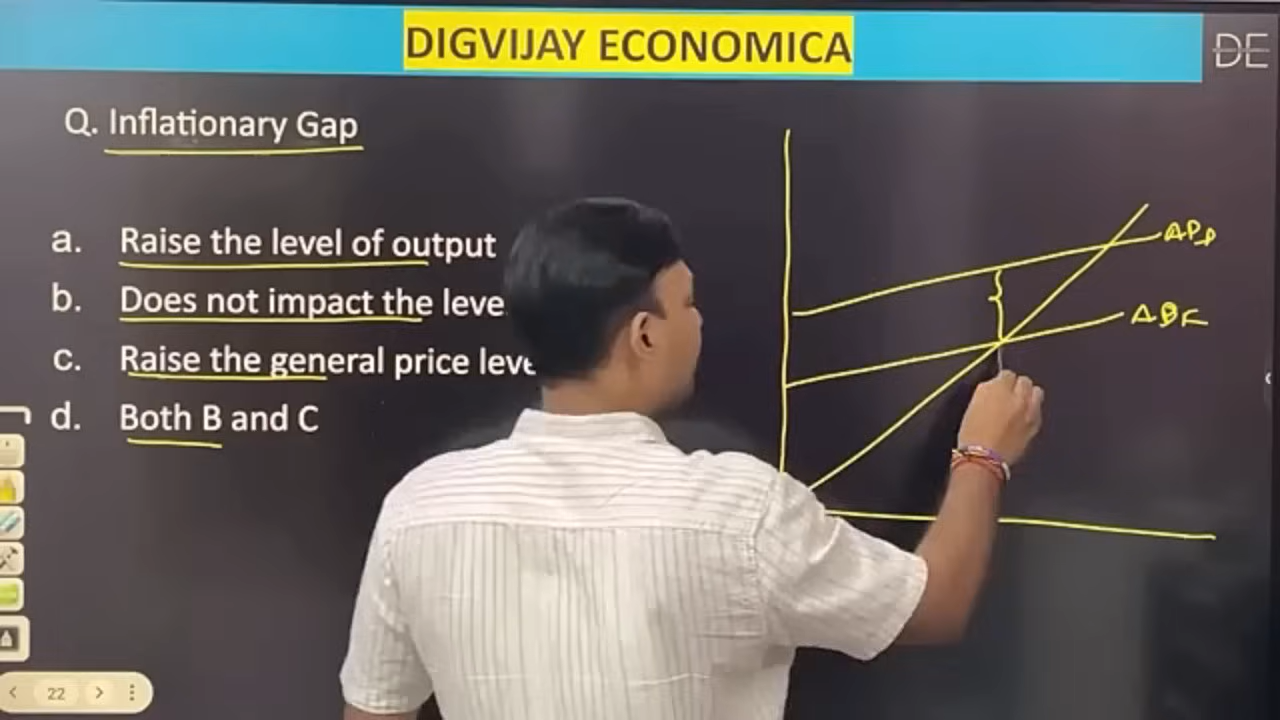 DIGVIJAY ECONOMICA
DE
Q. Inflationary Gap
a. Raise the level of output
b. Does not impact the leve
c. Raise the general price leve
d. Both B and C
22